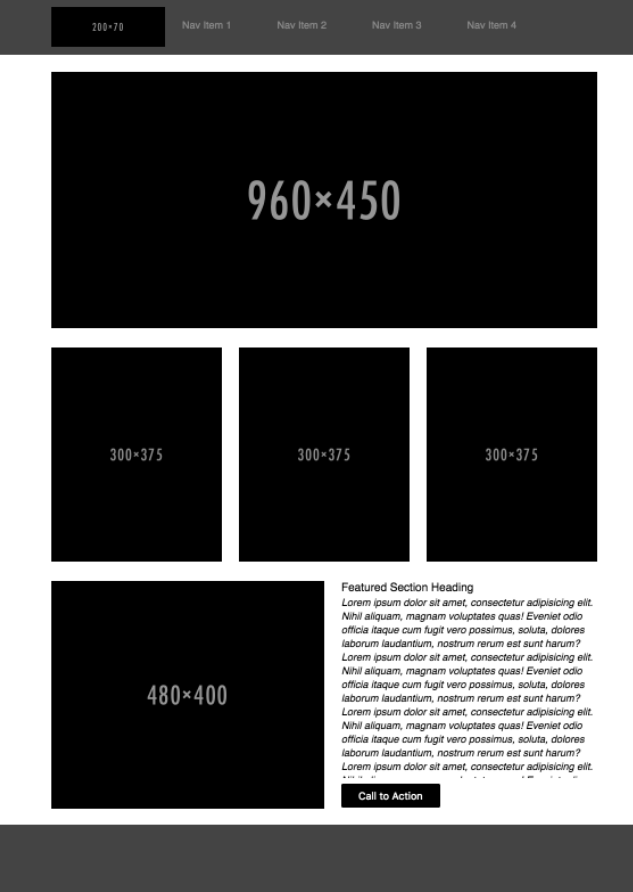 200×70
Nav Item 1
Nav Item 2
Nav Item 3
Nav Item 4
960×450
300×375
300×375
300×375
480×400
Featured Section Heading
Lorem ipsum dolor sit amet, consectetur adipisicing elit.
Nihil aliquam, magnam voluptates quas! Eveniet odio
officia itaque cum fugit vero possimus, soluta, dolores
laborum laudantium, nostrum rerum est sunt harum?
Lorem ipsum dolor sit amet, consectetur adipisicing elit.
Nihil aliquam, magnam voluptates quas! Eveniet odio
officia itaque cum fugit vero possimus, soluta, dolores
laborum laudantium, nostrum rerum est sunt harum?
Lorem ipsum dolor sit amet, consectetur adipisicing elit.
Nihil aliquam, magnam voluptates quas! Eveniet odio
officia itaque cum fugit vero possimus, soluta, dolores
laborum laudantium, nostrum rerum est sunt harum?
Lorem ipsum dolor sit amet, consectetur adipisicing elit.
Call to Action